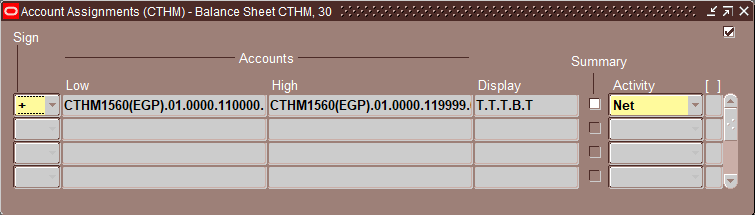 Account Assignments (CTHM) - Balance Sheet CTHM, 30
Sign
Accounts
Summary
Low High Display Activity [ ]
+ CTHM1560(EGP).01.0000.110000. CTHM1560(EGP).01.0000.119999. T.T.T.B.T Net